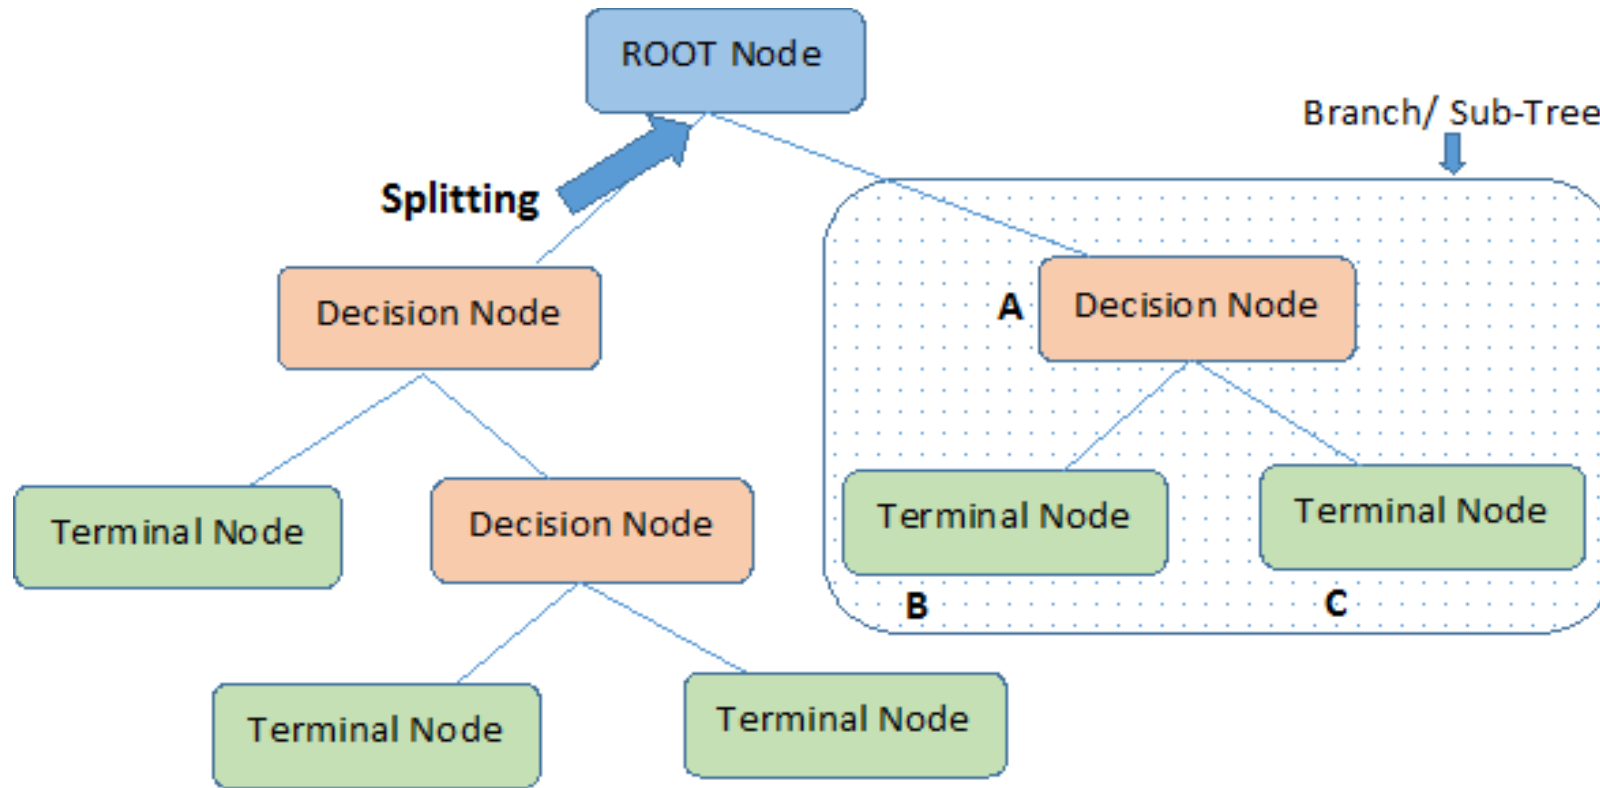 ROOT Node
Branch/ Sub-Tree
Splitting
Decision Node
A
Decision Node
Terminal Node
Decision Node
Terminal Node
Terminal Node
B
C
Terminal Node
Terminal Node